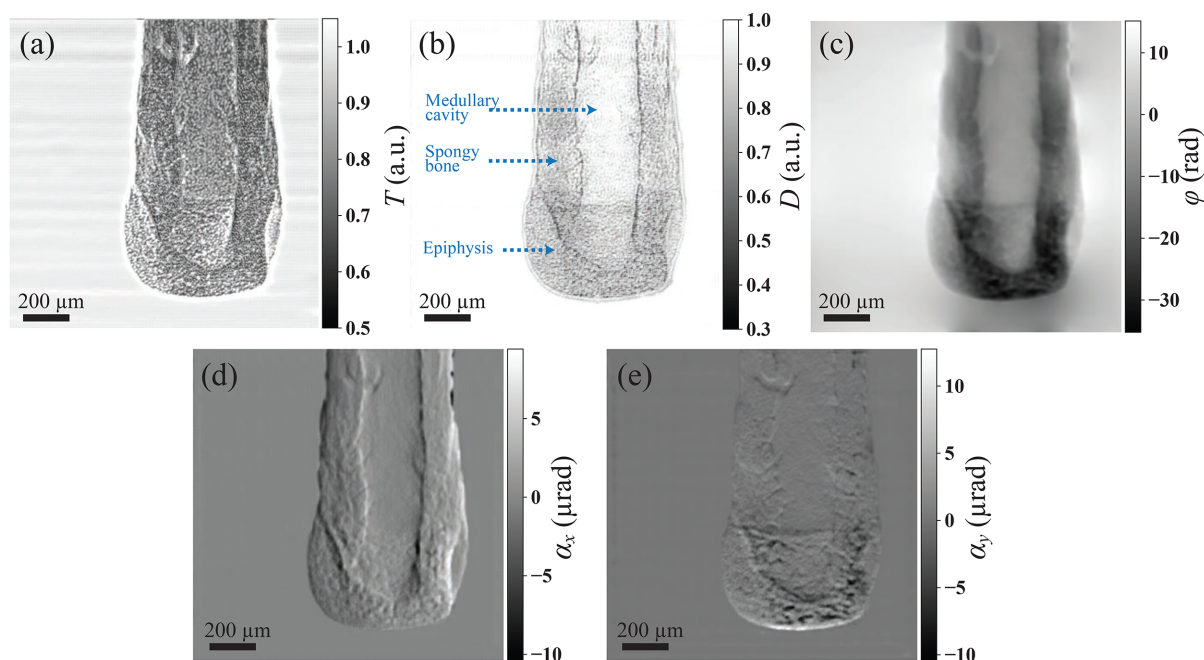 (a)
200 µm
1.0
0.9
0.8
0.7
0.6
0.5
T (a.u.)
(b)
Medullary
cavity
Spongy
bone
Epiphysis
200 µm
1.0
0.9
0.8
0.7
0.6
0.5
0.4
0.3
D (a.u.)
(c)
200 µm
10
0
−10
−20
−30
φ (rad)
(d)
200 µm
5
0
−5
−10
αx (µrad)
(e)
200 µm
10
5
0
−5
−10
αy (µrad)